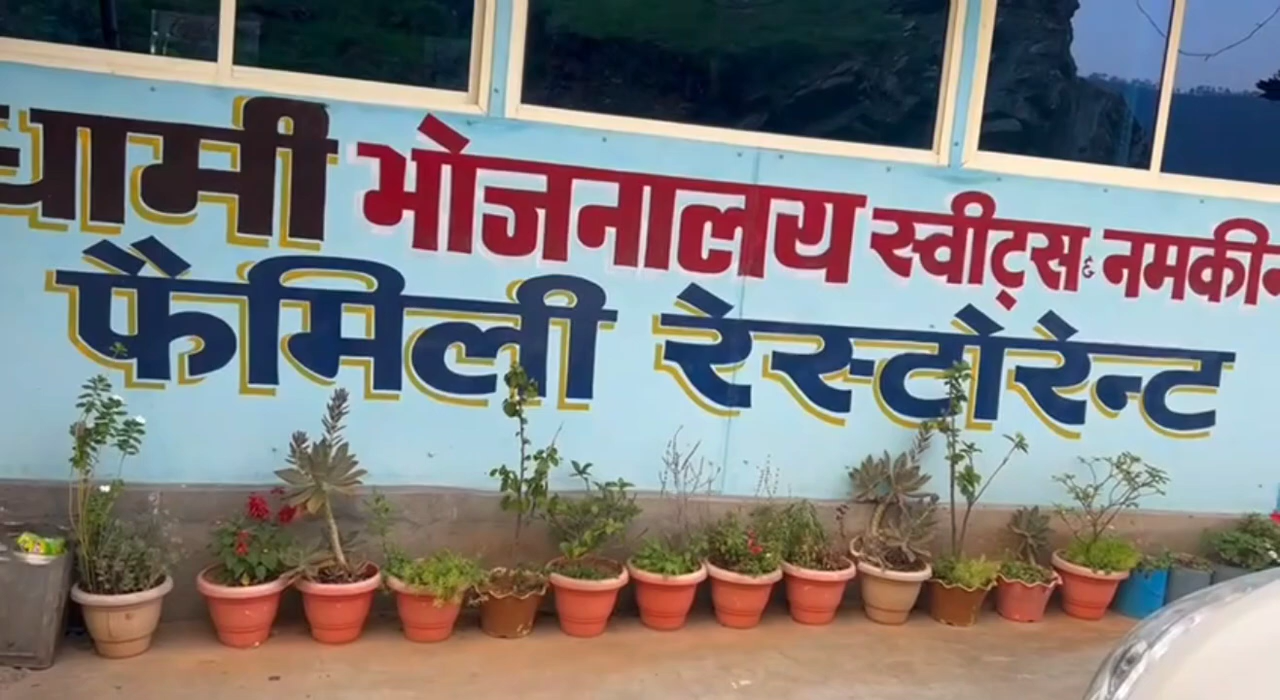 धामी भोजनालय स्वीट्स एंड नमकीन
फैमिली रेस्टोरेन्ट